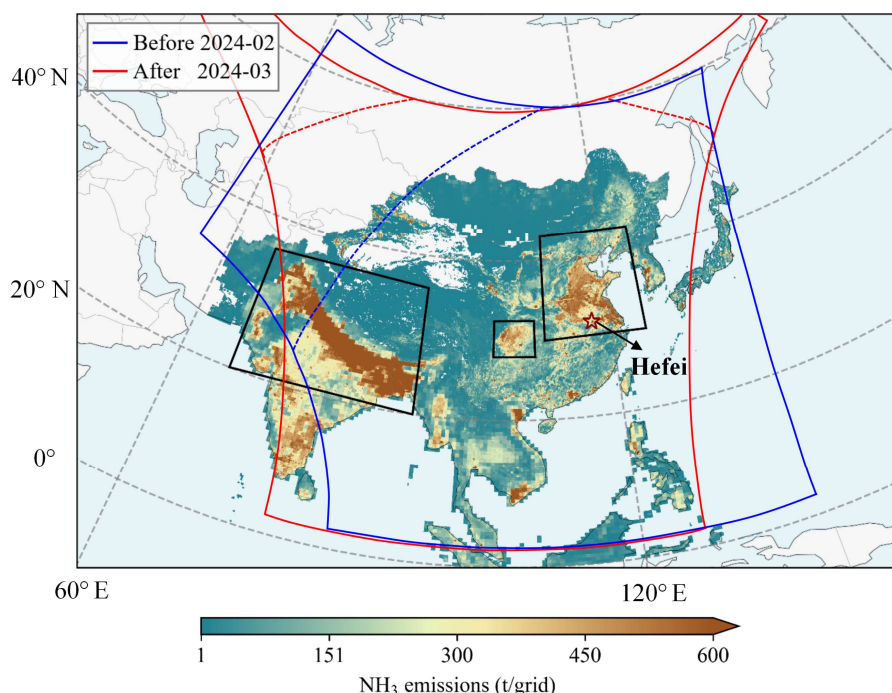 Before 2024-02
After 2024-03
40° N
20° N
0°
Hefei
60° E
120° E
1 151 300 450 600
NH₃ emissions (t/grid)